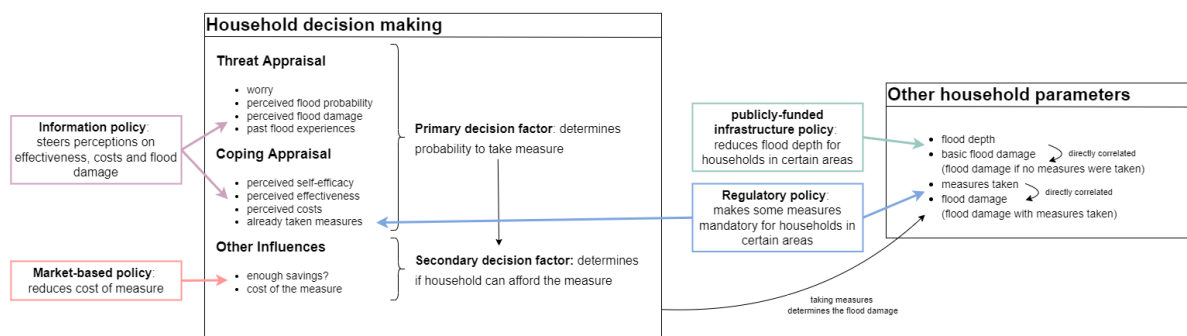 Household decision making
Threat Appraisal
• worry
• perceived flood probability
• perceived flood damage
• past flood experiences
Coping Appraisal
• perceived self-efficacy
• perceived effectiveness
• perceived costs
• already taken measures
Other Influences
• enough savings?
• cost of the measure
Primary decision factor: determines
probability to take measure
Secondary decision factor: determines
if household can afford the measure
Information policy:
steers perceptions on
effectiveness, costs and flood
damage
Market-based policy:
reduces cost of measure
publicly-funded
infrastructure policy:
reduces flood depth for
households in certain areas
Regulatory policy:
makes some measures
mandatory for households in
certain areas
Other household parameters
• flood depth
• basic flood damage
(flood damage if no measures were taken)
• measures taken
• flood damage
(flood damage with measures taken)
directly correlated
directly correlated
taking measures
determines the flood damage